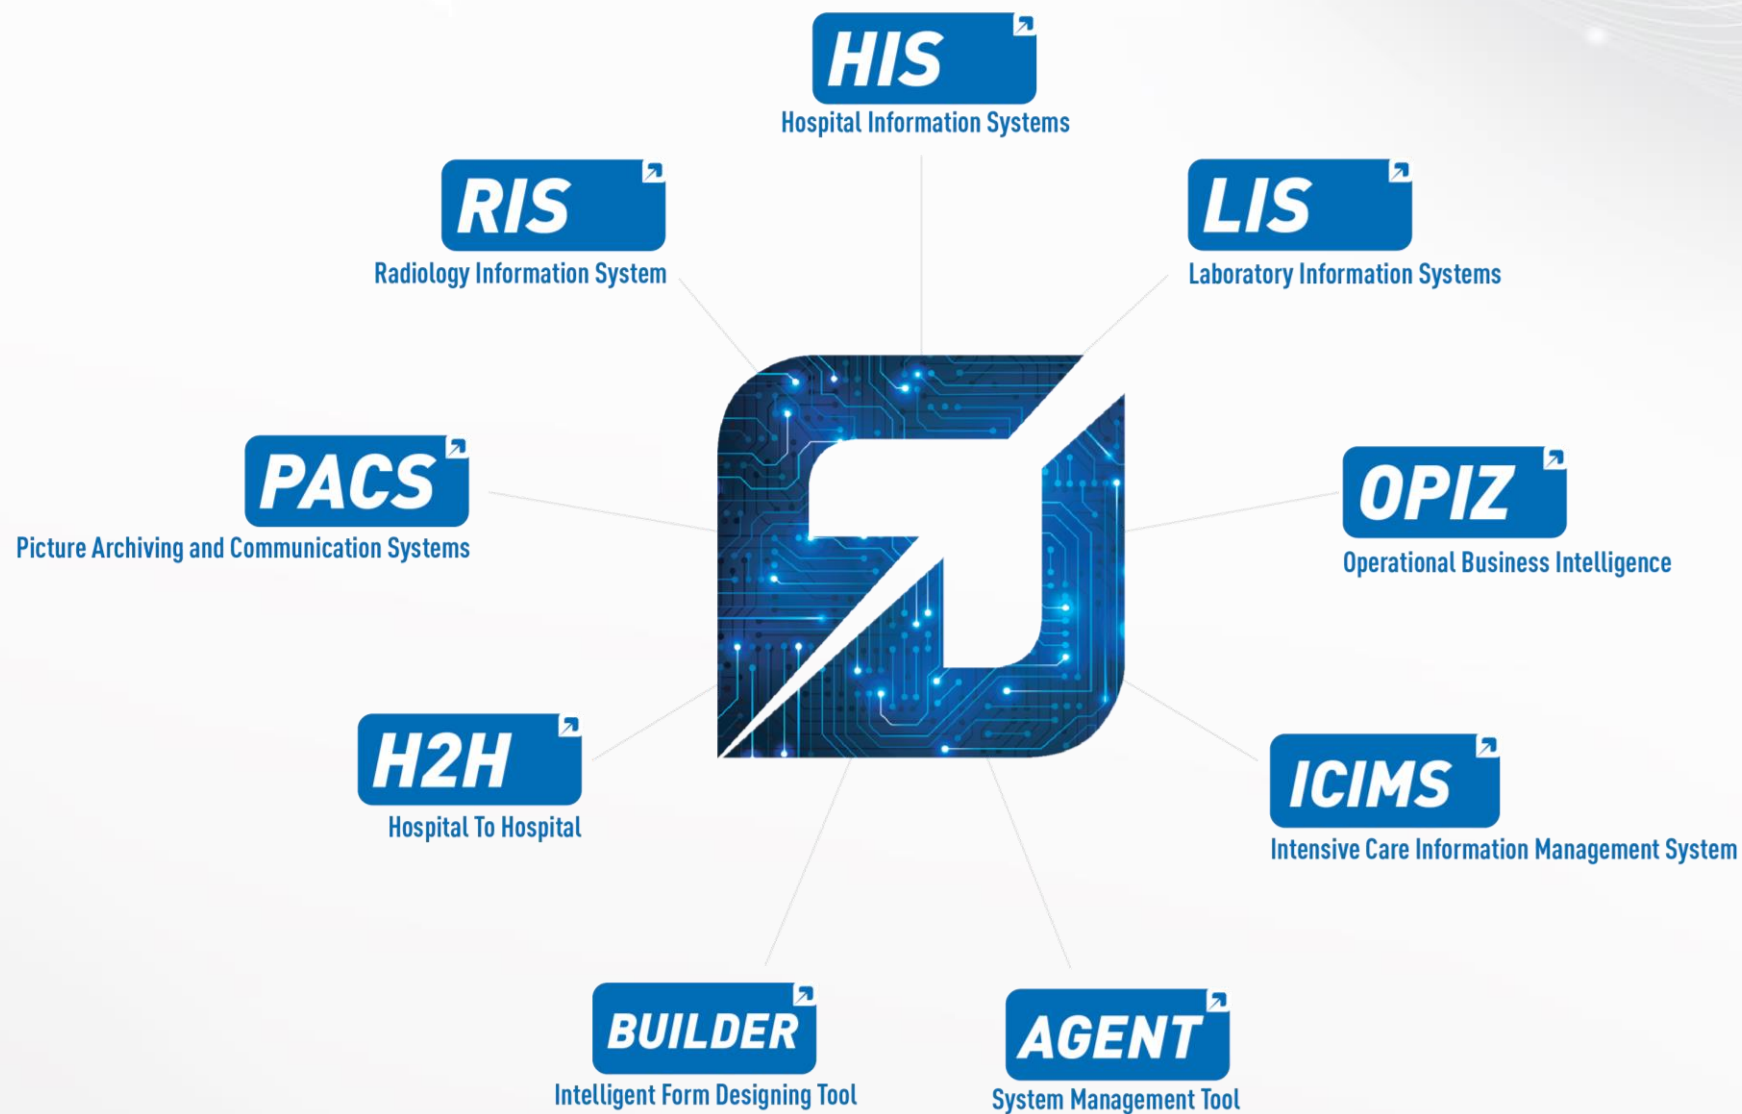 HIS
Hospital Information Systems
RIS
Radiology Information System
LIS
Laboratory Information Systems
PACS
Picture Archiving and Communication Systems
OPIZ
Operational Business Intelligence
H2H
Hospital To Hospital
ICIMS
Intensive Care Information Management System
BUILDER
Intelligent Form Designing Tool
AGENT
System Management Tool